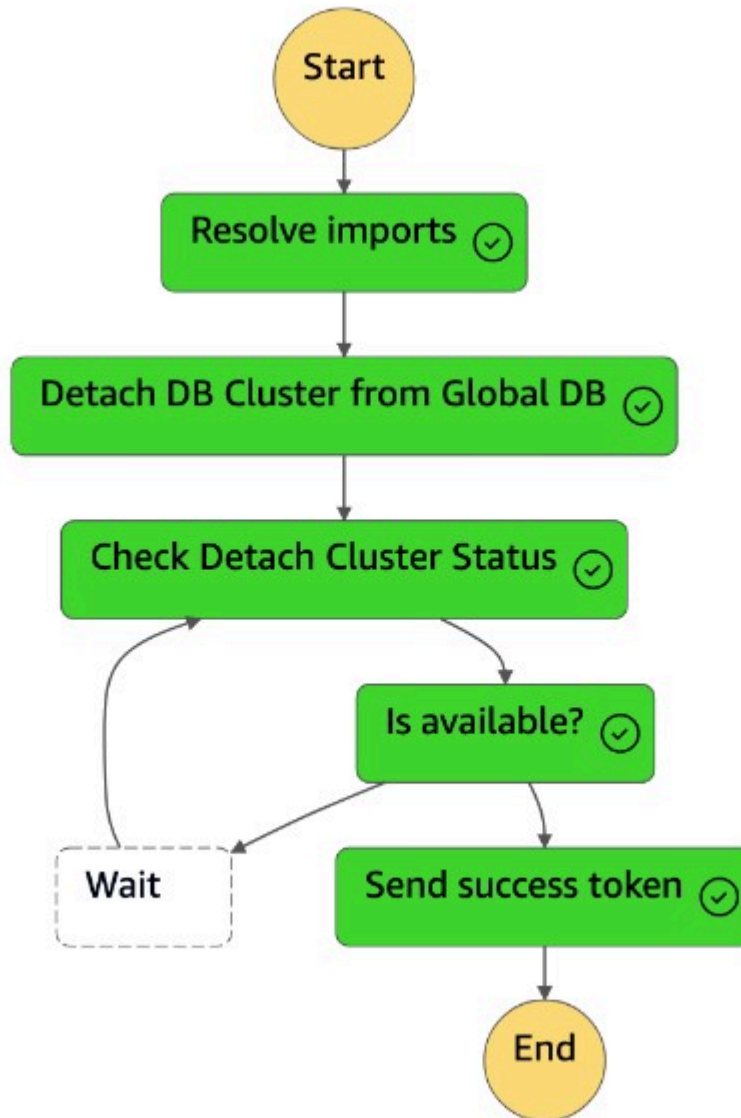 Start
Resolve imports
Detach DB Cluster from Global DB
Check Detach Cluster Status
Is available?
Wait
Send success token
End